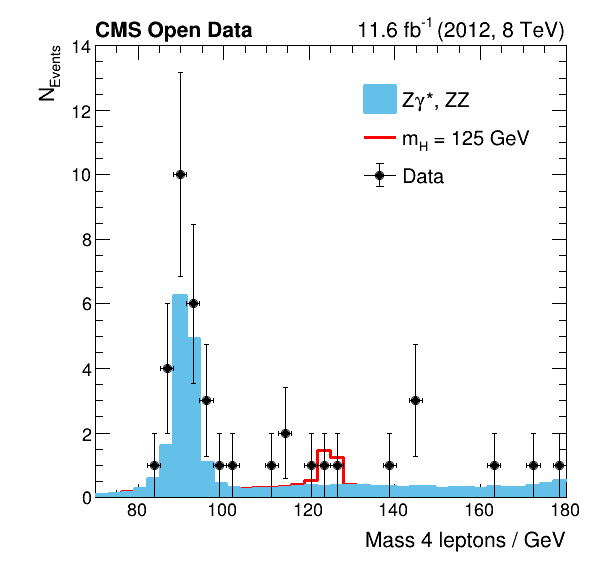 CMS Open Data 11.6 fb⁻¹ (2012, 8 TeV)
N_Events
14
12
10
8
6
4
2
0
Zγ*, ZZ
m_H = 125 GeV
Data
80 100 120 140 160 180
Mass 4 leptons / GeV